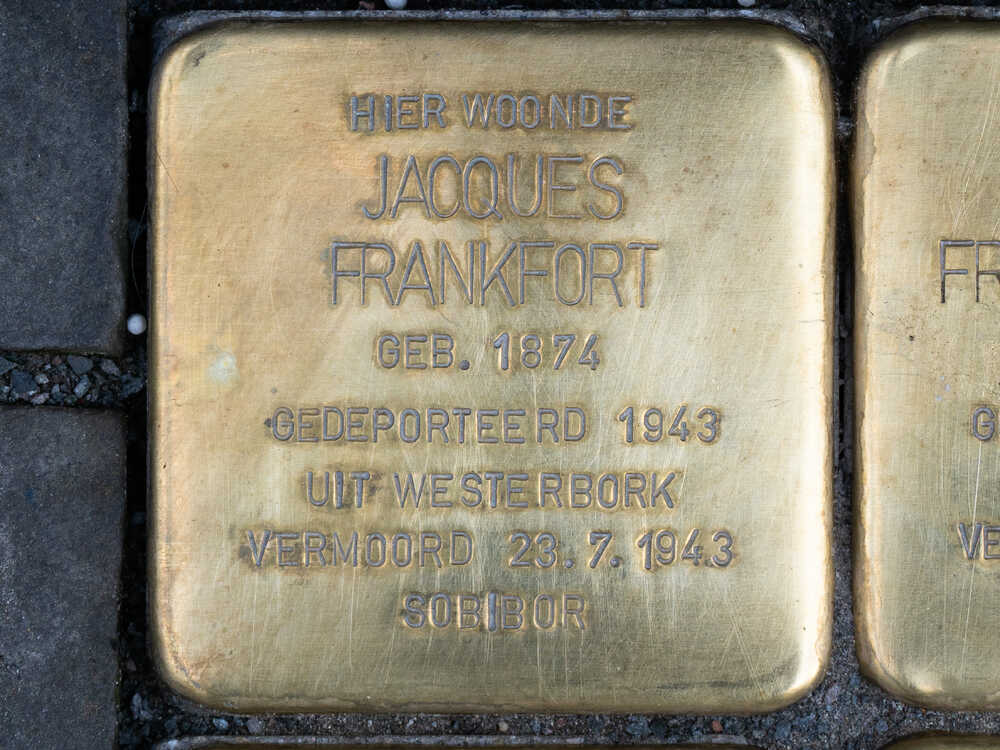 HIER WOONDE
JACQUES
FRANKFORT
GEB. 1874
GEDEPORTEERD 1943
UIT WESTERBORK
VERMOORD 23.7.1943
SOBIBOR